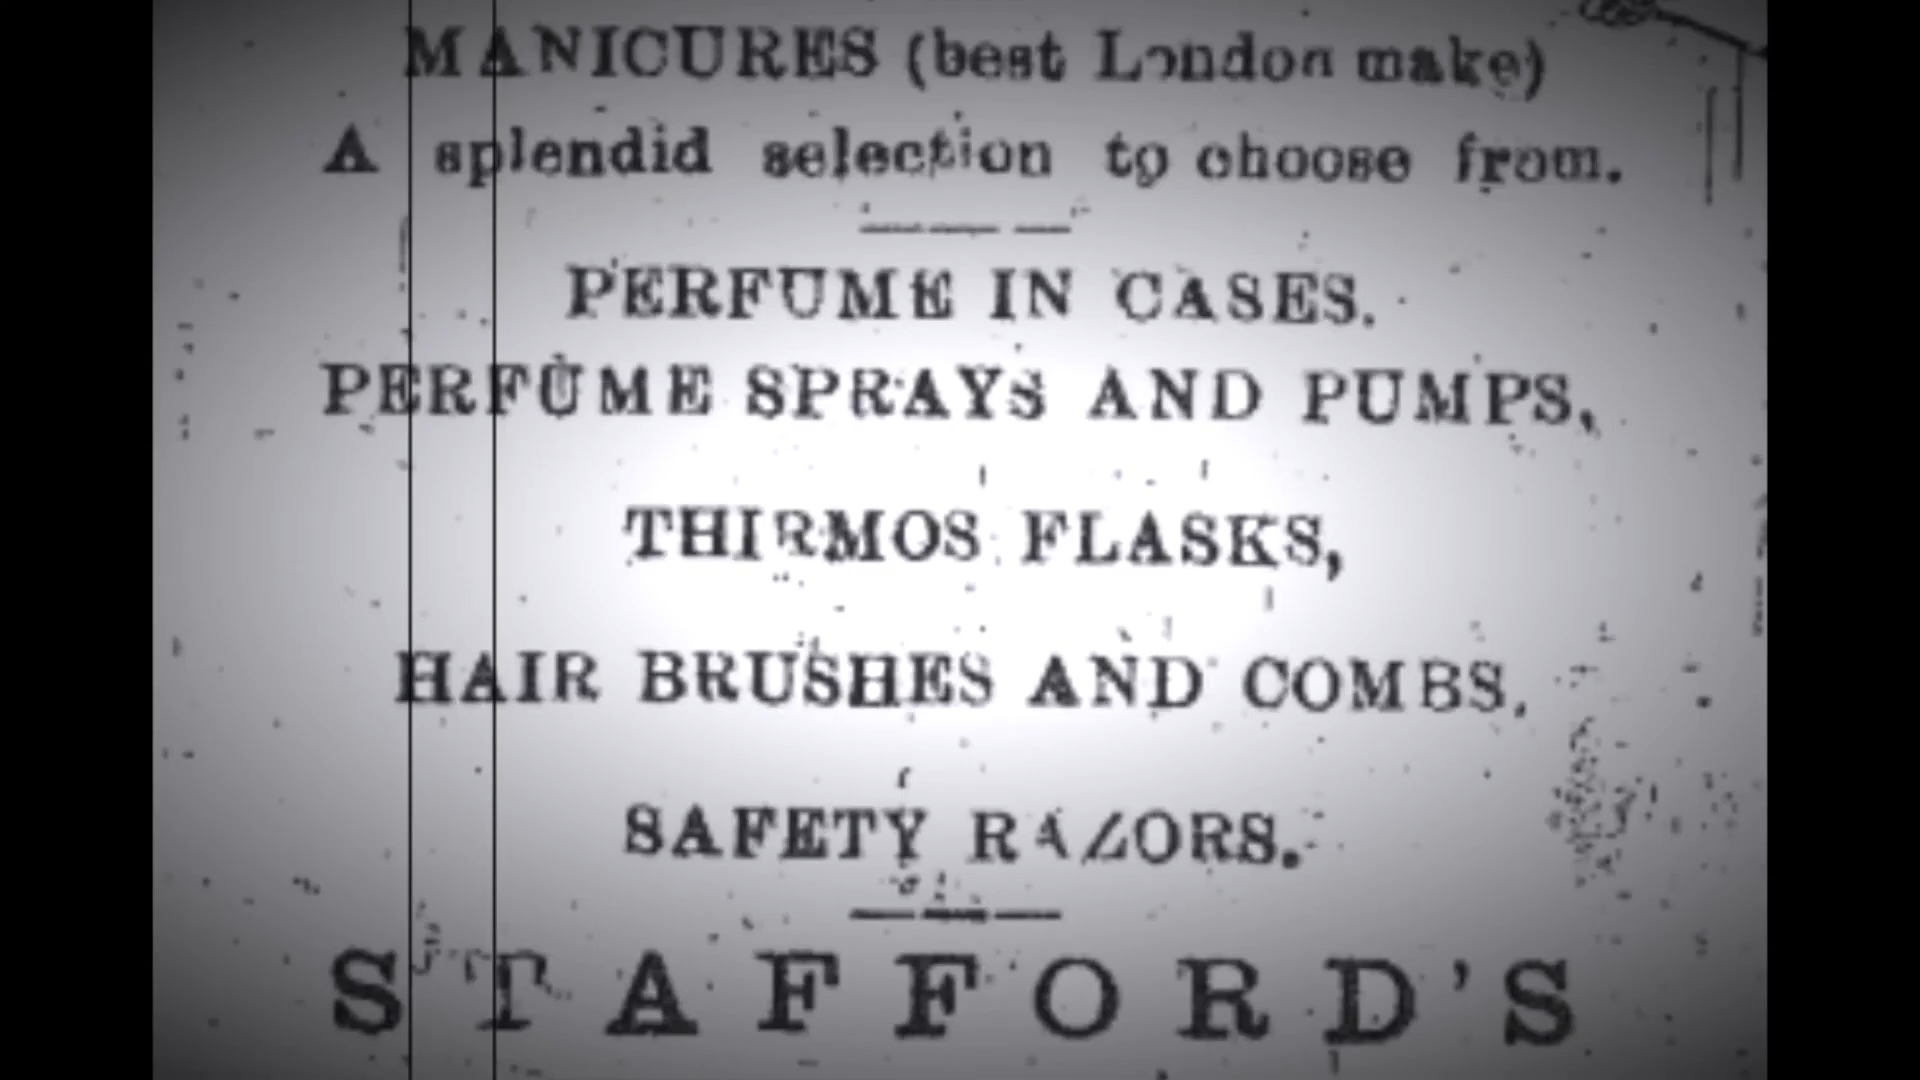 MANICURES (best London make)
A splendid selection to choose from.
PERFUME IN CASES.
PERFUME SPRAYS AND PUMPS,
THIRMOS FLASKS,
HAIR BRUSHES AND COMBS.
SAFETY RAZORS.
STAFFORD'S